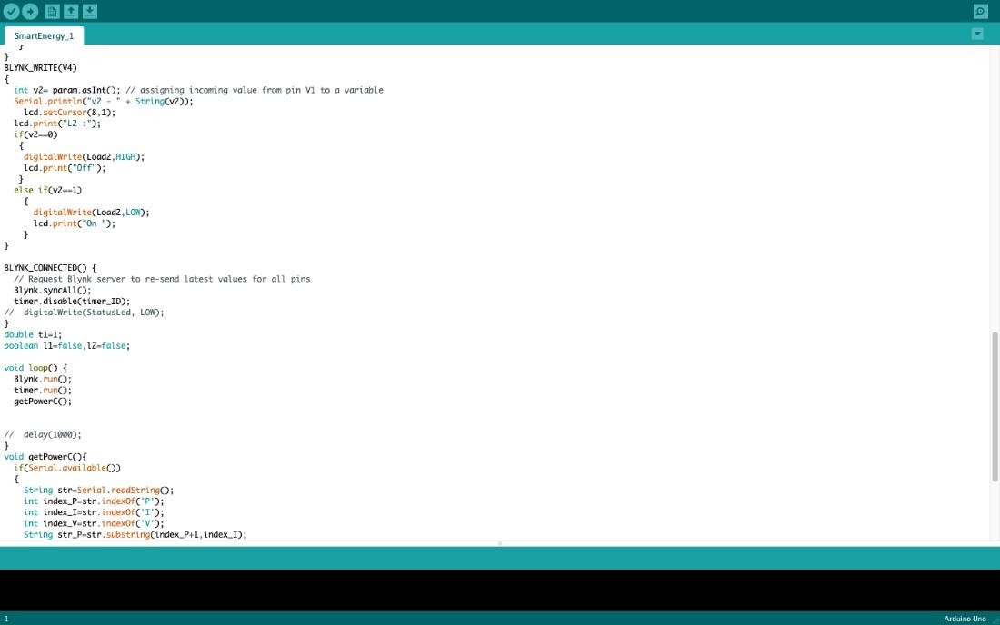 SmartEnergy_1
}
}
BLYNK_WRITE(V4)
{
int v2= param.asInt(); // assigning incoming value from pin V1 to a variable
Serial.println("v2 - " + String(v2));
lcd.setCursor(8,1);
lcd.print("L2 :");
if(v2==0)
{
digitalWrite(Load2,HIGH);
lcd.print("Off");
}
else if(v2==1)
{
digitalWrite(Load2,LOW);
lcd.print("On ");
}
}
BLYNK_CONNECTED() {
// Request Blynk server to re-send latest values for all pins
Blynk.syncAll();
timer.disable(timer_ID);
//  digitalWrite(StatusLed, LOW);
}
double t1=1;
boolean l1=false,l2=false;
void loop() {
Blynk.run();
timer.run();
getPowerC();
//  delay(1000);
}
void getPowerC(){
if(Serial.available())
{
String str=Serial.readString();
int index_P=str.indexOf('P');
int index_I=str.indexOf('I');
int index_V=str.indexOf('V');
String str_P=str.substring(index_P+1,index_I);
1
Arduino Uno